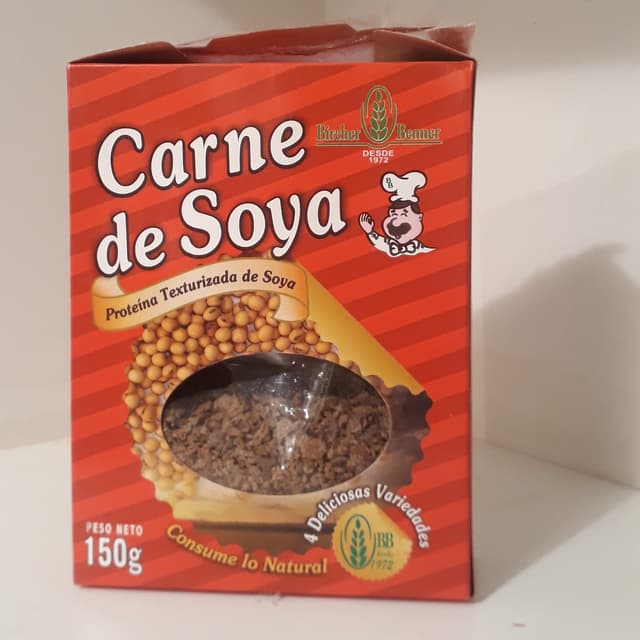 Carne
de Soya
Bircher Benner
DESDE
1972
Proteína Texturizada de Soya
4 Deliciosas Variedades
PESO NETO
150g
Consume lo Natural
BB
desde
1972